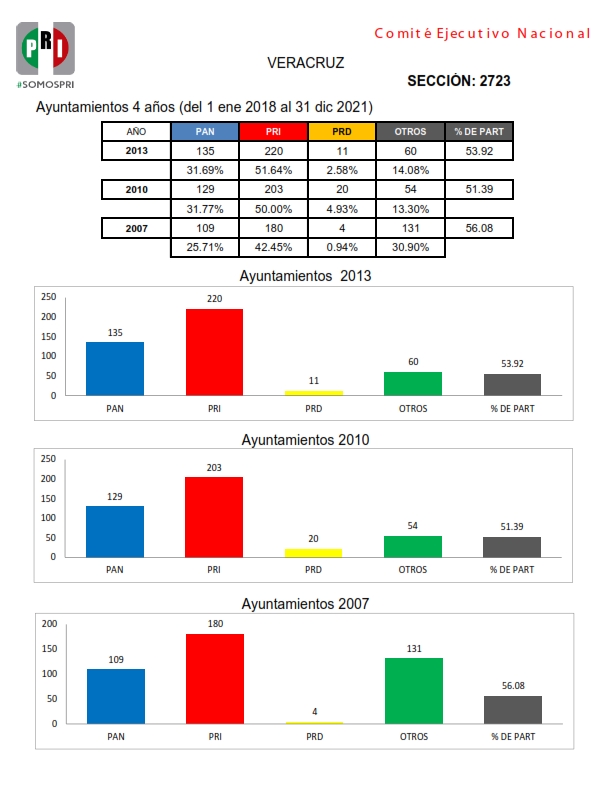 Comité Ejecutivo Nacional
PRI
#SOMOSPRI
VERACRUZ
SECCIÓN: 2723
Ayuntamientos 4 años (del 1 ene 2018 al 31 dic 2021)
AÑO PAN PRI PRD OTROS % DE PART
2013 135 220 11 60 53.92
31.69% 51.64% 2.58% 14.08%
2010 129 203 20 54 51.39
31.77% 50.00% 4.93% 13.30%
2007 109 180 4 131 56.08
25.71% 42.45% 0.94% 30.90%
Ayuntamientos 2013
250
200
150
100
50
0
135 220 11 60 53.92
PAN PRI PRD OTROS % DE PART
Ayuntamientos 2010
250
200
150
100
50
0
129 203 20 54 51.39
PAN PRI PRD OTROS % DE PART
Ayuntamientos 2007
200
150
100
50
0
109 180 4 131 56.08
PAN PRI PRD OTROS % DE PART